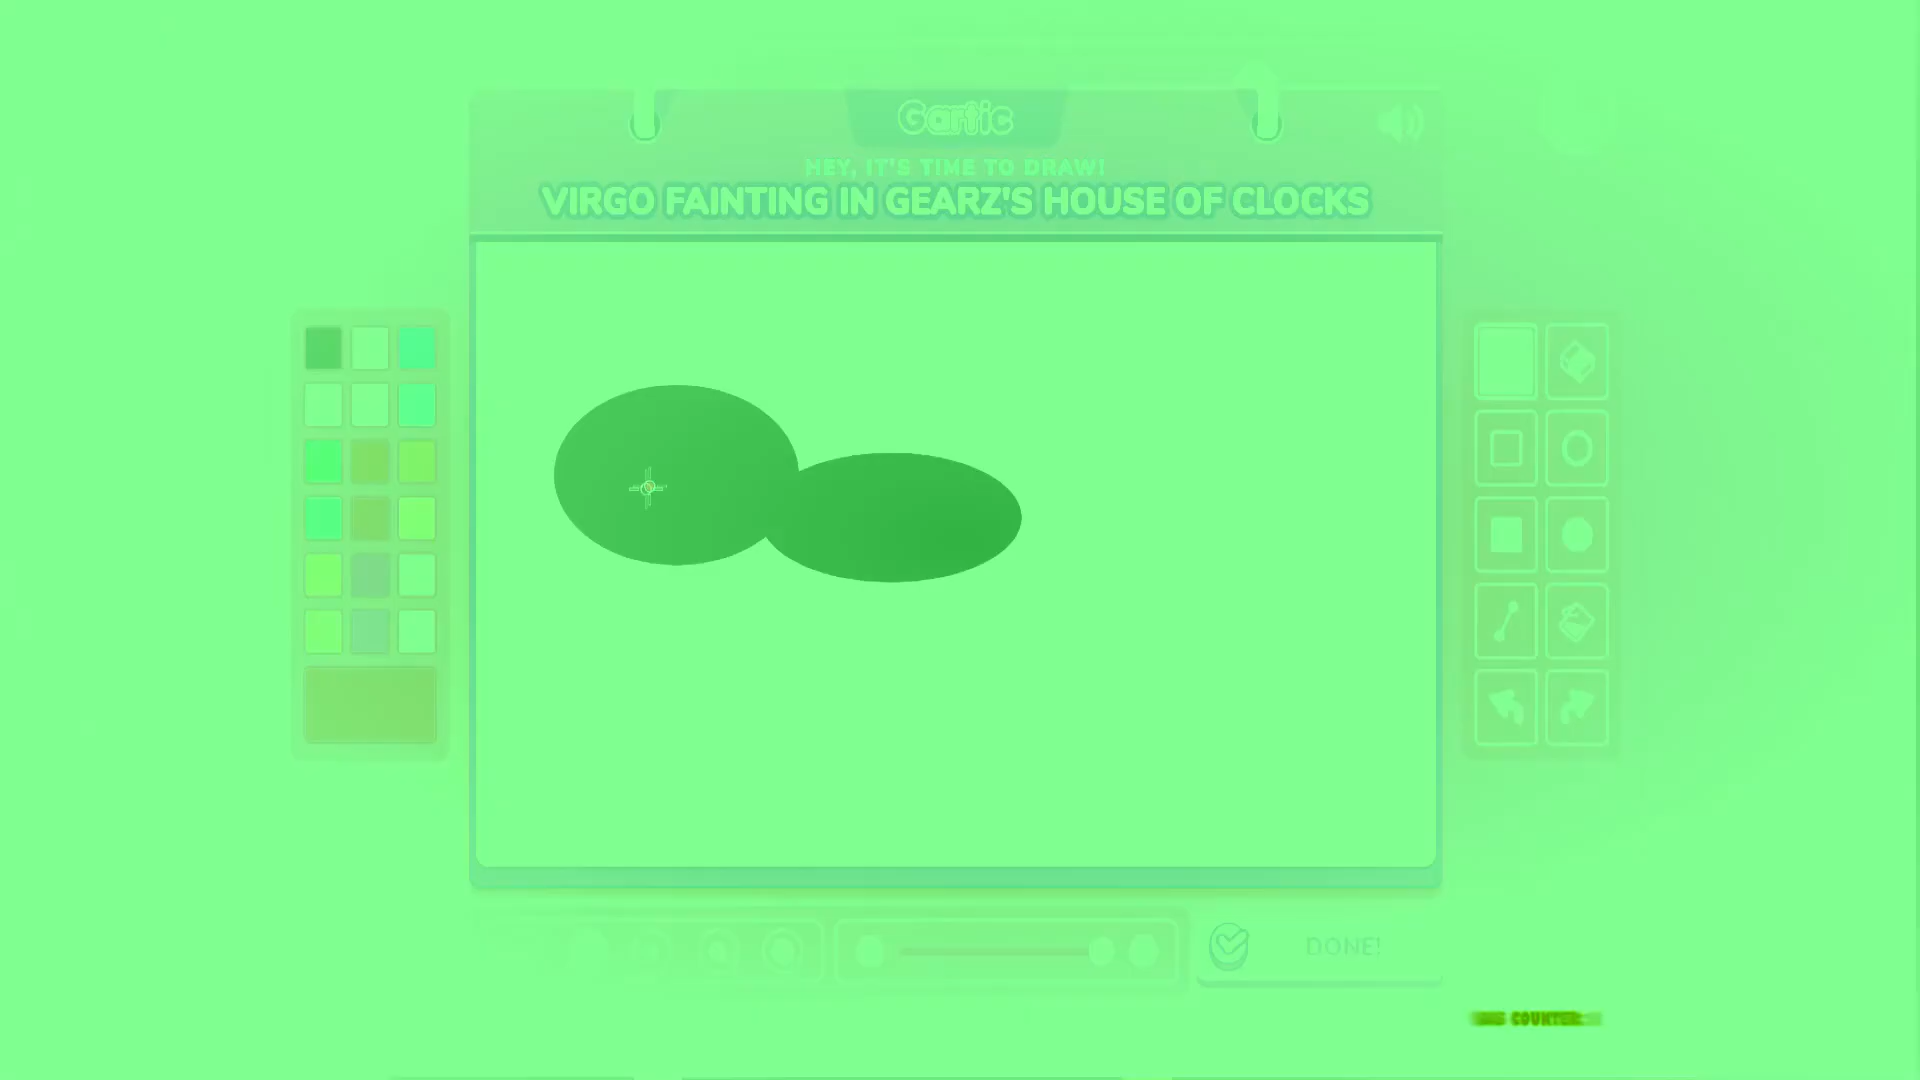 Gartic
HEY, IT'S TIME TO DRAW!
VIRGO FAINTING IN GEARZ'S HOUSE OF CLOCKS
DONE!
COUNTER